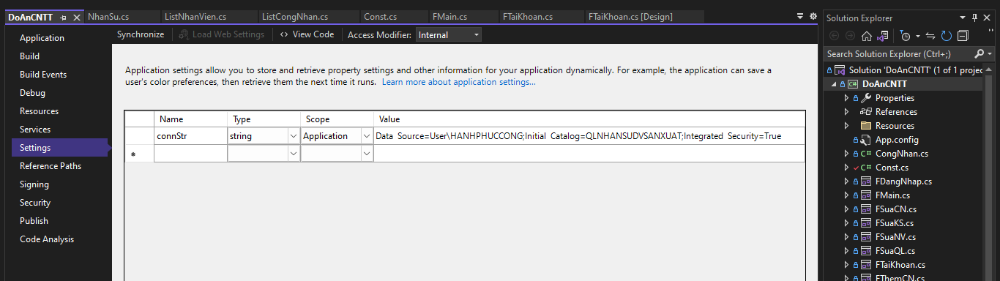 DoAnCNTT NhanSu.cs ListNhanVien.cs ListCongNhan.cs Const.cs FMain.cs FTaiKhoan.cs FTaiKhoan.cs [Design]
Application
Build
Build Events
Debug
Resources
Services
Settings
Reference Paths
Signing
Security
Publish
Code Analysis
Synchronize Load Web Settings <> View Code Access Modifier: Internal
Application settings allow you to store and retrieve property settings and other information for your application dynamically. For example, the application can save a
user's color preferences, then retrieve them the next time it runs. Learn more about application settings...
Name Type Scope Value
connStr string Application Data Source=User\HANHPHUCCONG;Initial Catalog=QLNHANSUDVSANXUAT;Integrated Security=True
Solution Explorer
Search Solution Explorer (Ctrl+;)
Solution 'DoAnCNTT' (1 of 1 projec
C# DoAnCNTT
Properties
References
Resources
App.config
C# CongNhan.cs
C# Const.cs
FDangNhap.cs
FMain.cs
FSuaCN.cs
FSuaKS.cs
FSuaNV.cs
FSuaQL.cs
FTaiKhoan.cs
FThemCN.cs